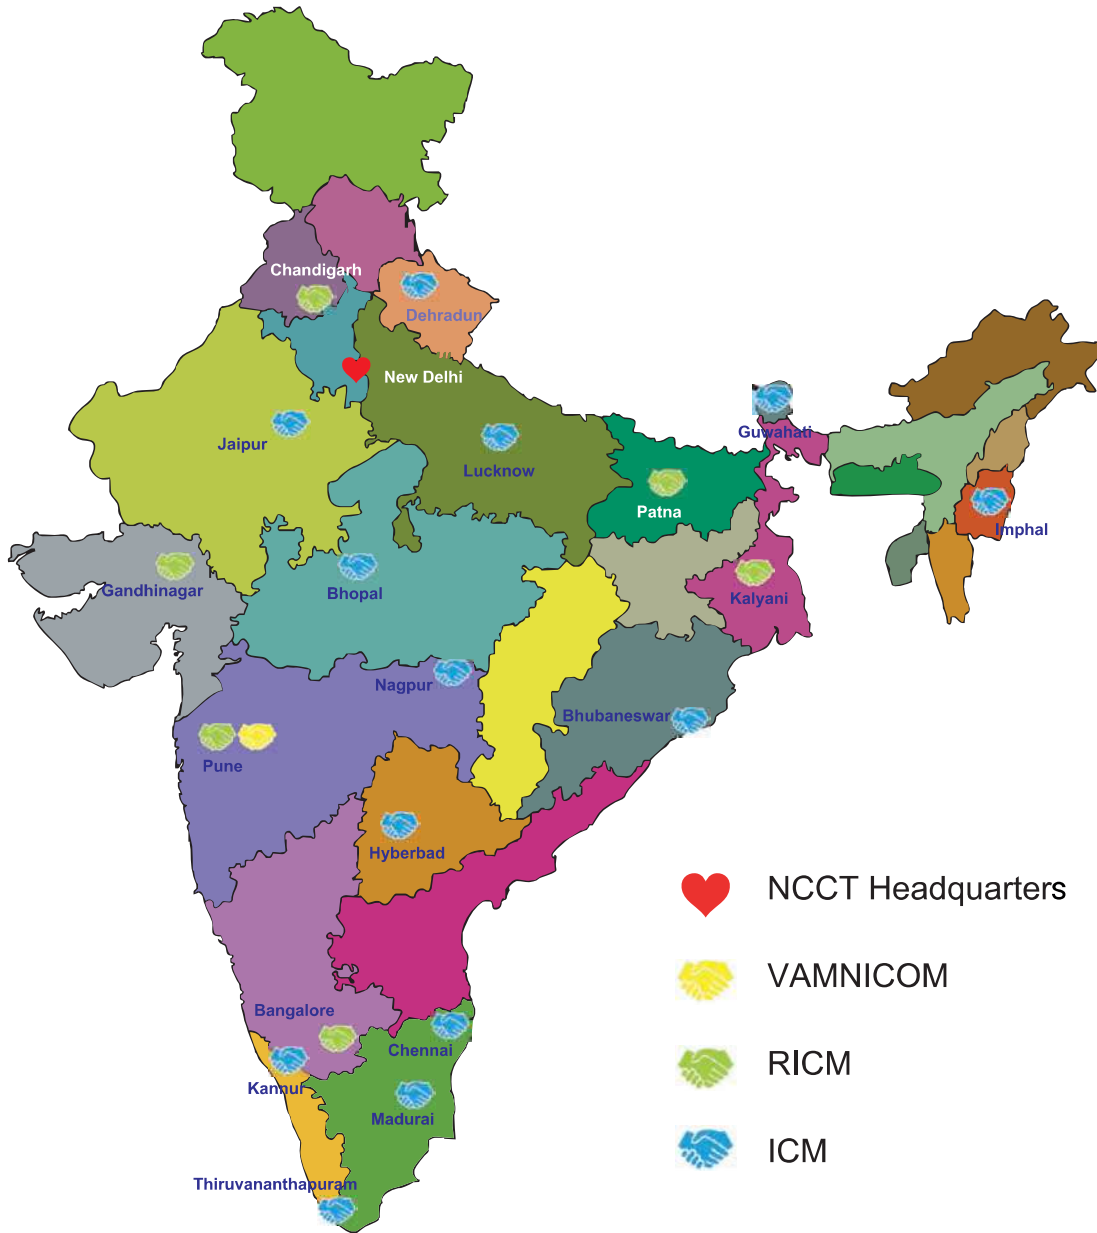 Chandigarh
Dehradun
New Delhi
Guwahati
Jaipur
Lucknow
Patna
Imphal
Gandhinagar
Bhopal
Kalyani
Nagpur
Bhubaneswar
Pune
Hyberbad
NCCT Headquarters
VAMNICOM
Bangalore
Chennai
RICM
Kannur
Madurai
ICM
Thiruvananthapuram